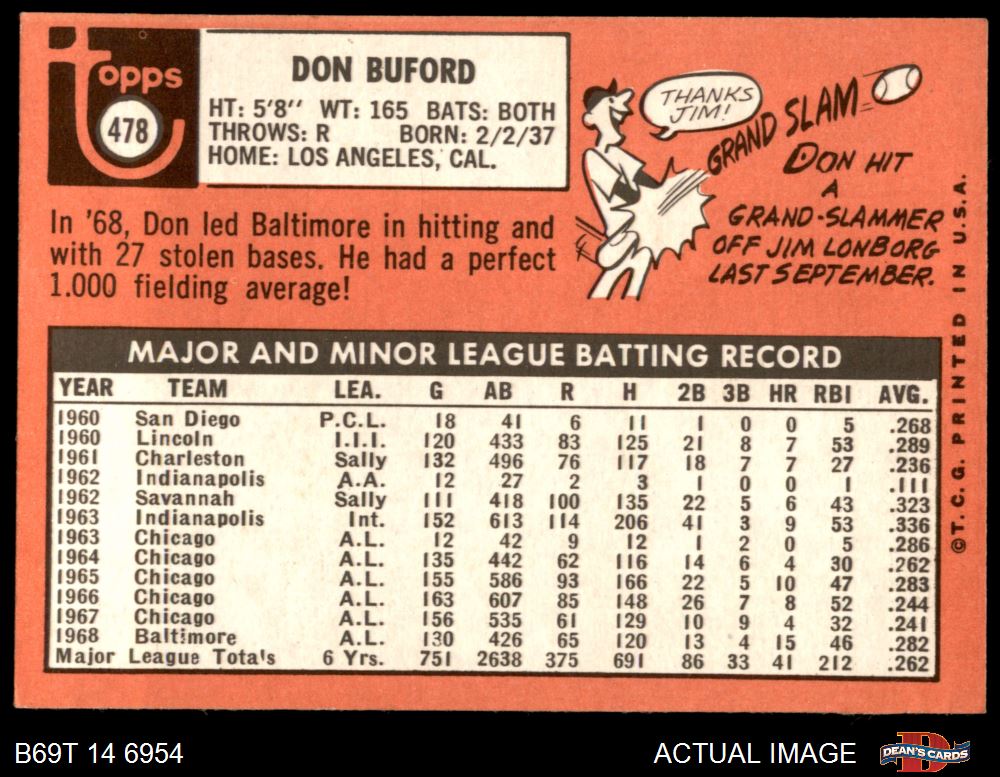 topps
478
DON BUFORD
HT: 5'8'' WT: 165 BATS: BOTH
THROWS: R BORN: 2/2/37
HOME: LOS ANGELES, CAL.
THANKS
JIM!
GRAND SLAM
DON HIT
A
GRAND-SLAMMER
OFF JIM LONBORG
LAST SEPTEMBER.
In '68, Don led Baltimore in hitting and
with 27 stolen bases. He had a perfect
1.000 fielding average!
MAJOR AND MINOR LEAGUE BATTING RECORD
YEAR TEAM LEA. G AB R H 2B 3B HR RBI AVG.
1960 San Diego P.C.L. 18 41 6 11 1 0 0 5 .268
1960 Lincoln I.I.I. 120 433 83 125 21 8 7 53 .289
1961 Charleston Sally 132 496 76 117 18 7 7 27 .236
1962 Indianapolis A.A. 12 27 2 3 1 0 0 1 .111
1962 Savannah Sally 111 418 100 135 22 5 6 43 .323
1963 Indianapolis Int. 152 613 114 206 41 3 9 53 .336
1963 Chicago A.L. 12 42 9 12 1 2 0 5 .286
1964 Chicago A.L. 135 442 62 116 14 6 4 30 .262
1965 Chicago A.L. 155 586 93 166 22 5 10 47 .283
1966 Chicago A.L. 163 607 85 148 26 7 8 52 .244
1967 Chicago A.L. 156 535 61 129 10 9 4 32 .241
1968 Baltimore A.L. 130 426 65 120 13 4 15 46 .282
Major League Tota's 6 Yrs. 751 2638 375 691 86 33 41 212 .262
©T.C.G. PRINTED IN U.S.A.
B69T 14 6954
ACTUAL IMAGE
DEAN'S CARDS